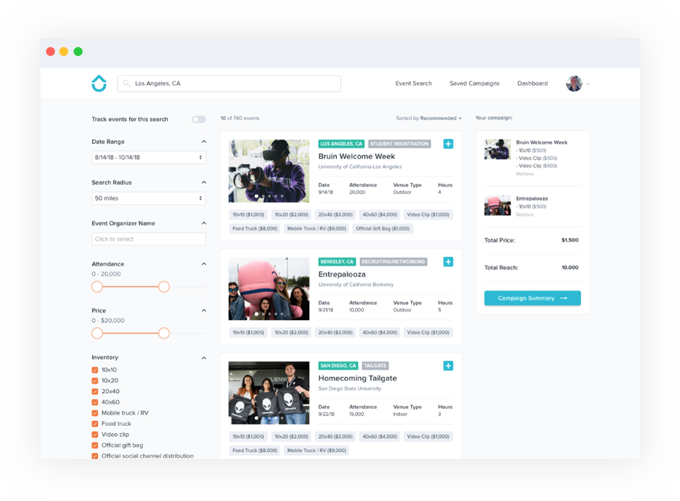 Los Angeles, CA
Event Search
Saved Campaigns
Dashboard
Track events for this search
Date Range
8/14/18 - 10/14/18
Search Radius
50 miles
Event Organizer Name
Click to select
Attendance
0 - 20,000
Price
0 - $20,000
Inventory
10x10
10x20
20x40
40x60
Mobile truck / RV
Food truck
Video clip
Official gift bag
Official social channel distribution
10 of 740 events
Sorted by Recommended
LOS ANGELES, CA STUDENT REGISTRATION
Bruin Welcome Week
University of California-Los Angeles
Date Attendance Venue Type Hours
9/14/18 20,000 Outdoor 4
10x10 ($1,000) 10x20 ($2,000) 20x40 ($3,000) 40x60 ($4,000) Video Clip ($1,000)
Food Truck ($8,000) Mobile Truck / RV ($9,000) Official Gift Bag ($1,000)
BERKELEY, CA RECRUITING/NETWORKING
Entrepalooza
University of California Berkeley
Date Attendance Venue Type Hours
9/21/18 10,000 Outdoor 5
10x10 ($1,000) 10x20 ($2,000) 20x40 ($3,000) 40x60 ($4,000) Video Clip ($1,000)
SAN DIEGO, CA TAILGATE
Homecoming Tailgate
San Diego State University
Date Attendance Venue Type Hours
9/22/18 15,000 Indoor 3
10x10 ($1,000) 10x20 ($2,000) 20x40 ($3,000) 40x60 ($4,000) Video Clip ($1,000)
Food Truck ($8,000) Mobile Truck / RV ($9,000)
Your campaign:
Bruin Welcome Week
- 10x10 ($500)
- Video Clip ($500)
- Video Clip ($500)
Remove
Entrepalooza
- 10x10 ($500)
Remove
Total Price: $1,500
Total Reach: 10,000
Campaign Summary →